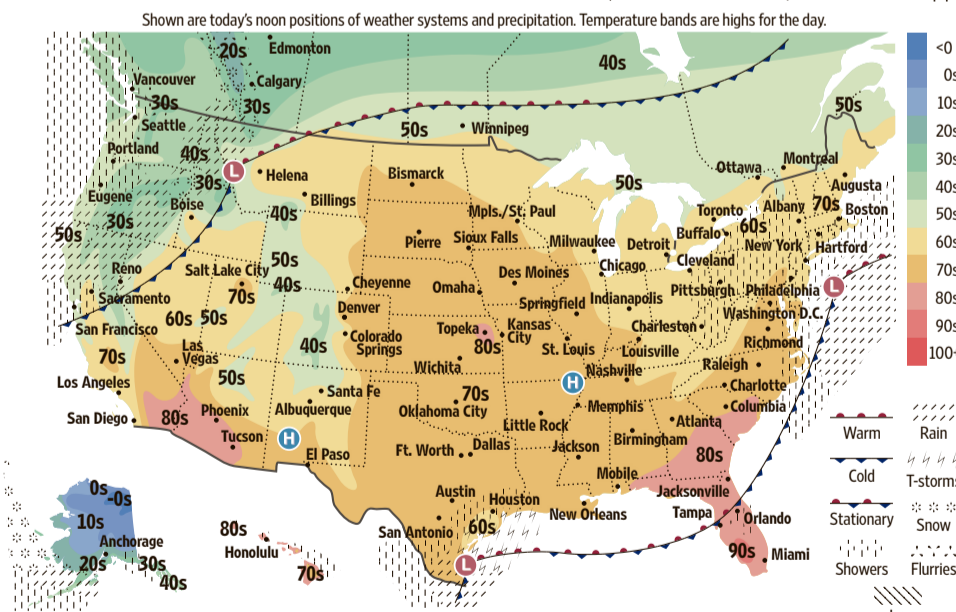 Shown are today's noon positions of weather systems and precipitation. Temperature bands are highs for the day.
20s
Edmonton
40s
<0
0s
10s
20s
30s
40s
50s
60s
70s
80s
90s
100+
Vancouver
30s
Calgary
30s
Seattle
50s
Winnipeg
50s
Portland
40s
L
Helena
30s
Bismarck
50s
Ottawa
Montreal
Augusta
Eugene
30s
Boise
Billings
40s
Mpls./St. Paul
Toronto
Albany
70s
Boston
50s
Pierre
Sioux Falls
Milwaukee
Detroit
Buffalo
60s
New York
Hartford
Reno
Salt Lake City
50s
40s
Cheyenne
Omaha
Des Moines
Chicago
Cleveland
Sacramento
70s
Denver
Springfield
Indianapolis
Pittsburgh
Philadelphia
L
San Francisco
60s
50s
40s
Colorado
Springs
Topeka
80s
Kansas
City
St. Louis
Louisville
Charleston
Washington D.C.
Richmond
70s
Las
Vegas
50s
Wichita
H
Nashville
Raleigh
Los Angeles
Santa Fe
70s
Charlotte
San Diego
80s
Phoenix
Albuquerque
Oklahoma City
Little Rock
Memphis
Columbia
Tucson
H
El Paso
Ft. Worth
Dallas
Jackson
Birmingham
Atlanta
80s
Mobile
Jacksonville
Austin
Houston
New Orleans
Tampa
Orlando
San Antonio
60s
L
90s
Miami
0s
-0s
10s
Anchorage
20s
30s
40s
80s
Honolulu
70s
Warm
Rain
Cold
T-storms
Stationary
Snow
Showers
Flurries